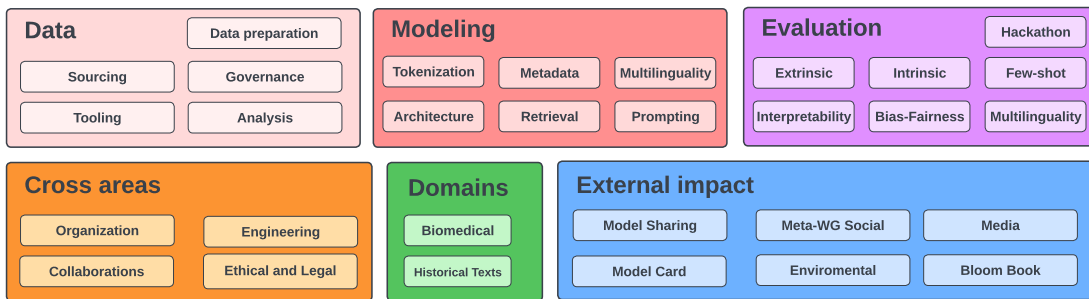 Data
Data preparation
Sourcing
Governance
Tooling
Analysis
Modeling
Tokenization
Metadata
Multilinguality
Architecture
Retrieval
Prompting
Evaluation
Hackathon
Extrinsic
Intrinsic
Few-shot
Interpretability
Bias-Fairness
Multilinguality
Cross areas
Organization
Engineering
Collaborations
Ethical and Legal
Domains
Biomedical
Historical Texts
External impact
Model Sharing
Meta-WG Social
Media
Model Card
Enviromental
Bloom Book